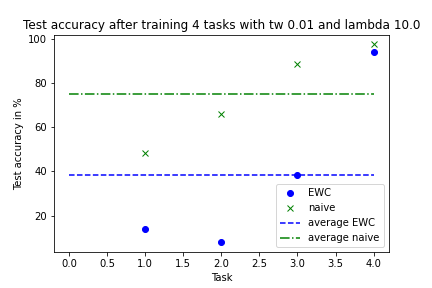 Test accuracy after training 4 tasks with tw 0.01 and lambda 10.0
100
80
60
40
20
Test accuracy in %
EWC
naive
average EWC
average naive
0.0 0.5 1.0 1.5 2.0 2.5 3.0 3.5 4.0
Task